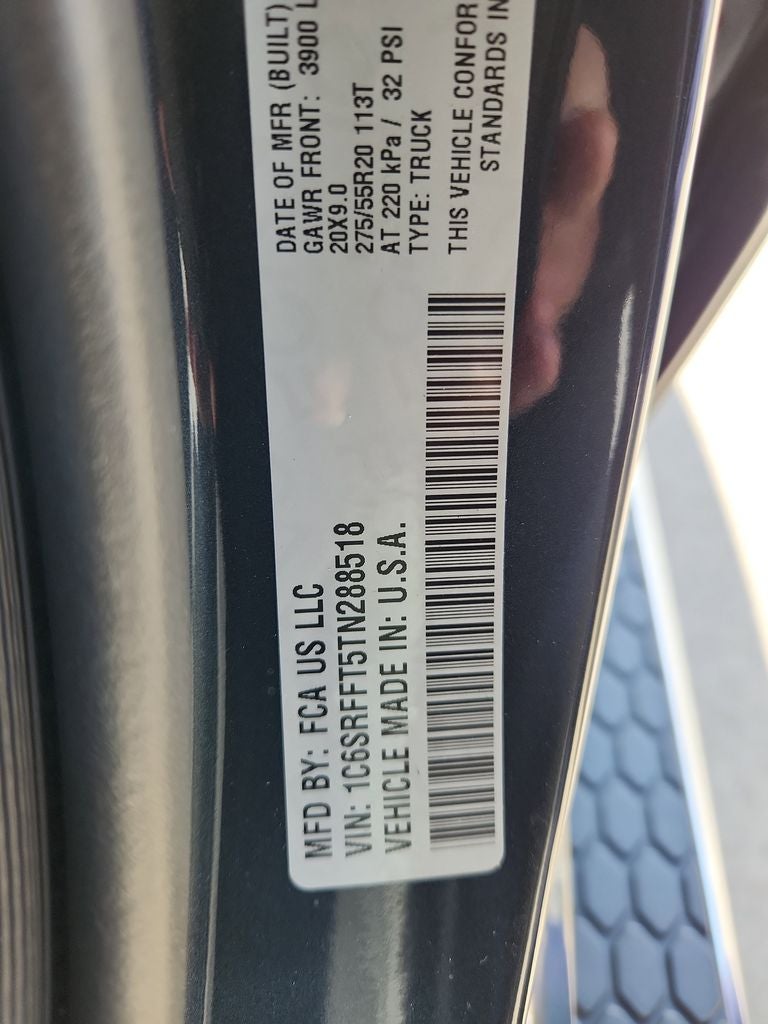 MFD BY: FCA US LLC
VIN: 1C6SRFFT5TN288518
VEHICLE MADE IN: U.S.A.
DATE OF MFR (BUILT)
GAWR FRONT: 3900 L
20X9.0
275/55R20 113T
AT 220 kPa / 32 PSI
TYPE: TRUCK
THIS VEHICLE CONFOR
STANDARDS IN